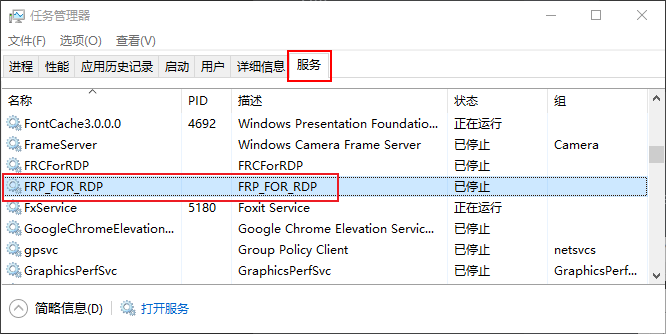 任务管理器
文件(F) 选项(O) 查看(V)
进程 性能 应用历史记录 启动 用户 详细信息 服务
名称 PID 描述 状态 组
FontCache3.0.0.0 4692 Windows Presentation Foundatio... 正在运行
FrameServer Windows Camera Frame Server 已停止 Camera
FRCForRDP FRCForRDP 已停止
FRP_FOR_RDP FRP_FOR_RDP 已停止
FxService 5180 Foxit Service 正在运行
GoogleChromeElevation... Google Chrome Elevation Servic... 已停止
gpsvc Group Policy Client 已停止 netsvcs
GraphicsPerfSvc GraphicsPerfSvc 已停止 GraphicsPerf...
简略信息(D) 打开服务